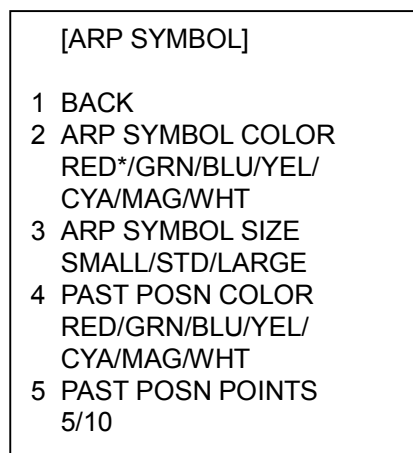 [ARP SYMBOL]
1 BACK
2 ARP SYMBOL COLOR
RED*/GRN/BLU/YEL/
CYA/MAG/WHT
3 ARP SYMBOL SIZE
SMALL/STD/LARGE
4 PAST POSN COLOR
RED/GRN/BLU/YEL/
CYA/MAG/WHT
5 PAST POSN POINTS
5/10